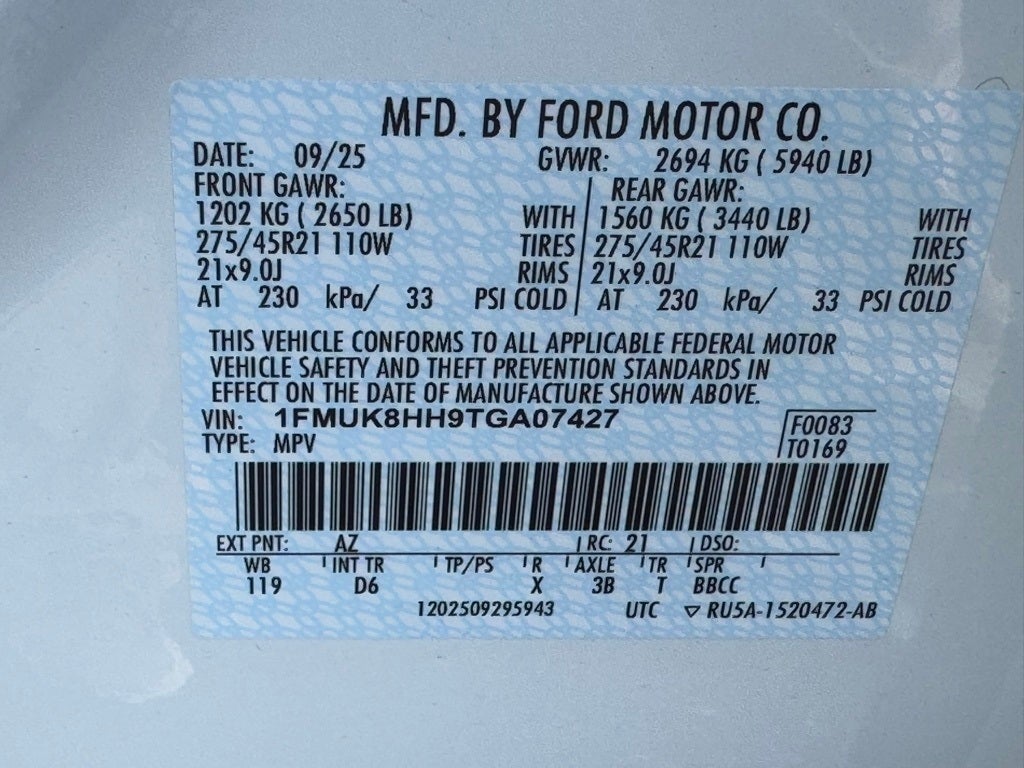 MFD. BY FORD MOTOR CO.
DATE: 09/25 GVWR: 2694 KG ( 5940 LB)
FRONT GAWR: REAR GAWR:
1202 KG ( 2650 LB) WITH 1560 KG ( 3440 LB) WITH
275/45R21 110W TIRES 275/45R21 110W TIRES
21x9.0J RIMS 21x9.0J RIMS
AT 230 kPa/ 33 PSI COLD AT 230 kPa/ 33 PSI COLD
THIS VEHICLE CONFORMS TO ALL APPLICABLE FEDERAL MOTOR
VEHICLE SAFETY AND THEFT PREVENTION STANDARDS IN
EFFECT ON THE DATE OF MANUFACTURE SHOWN ABOVE.
VIN: 1FMUK8HH9TGA07427 F0083
TYPE: MPV T0169
EXT PNT: AZ RC: 21 DSO:
WB INT TR TP/PS R AXLE TR SPR
119 D6 X 3B T BBCC
1202509295943 UTC ▽ RU5A-1520472-AB